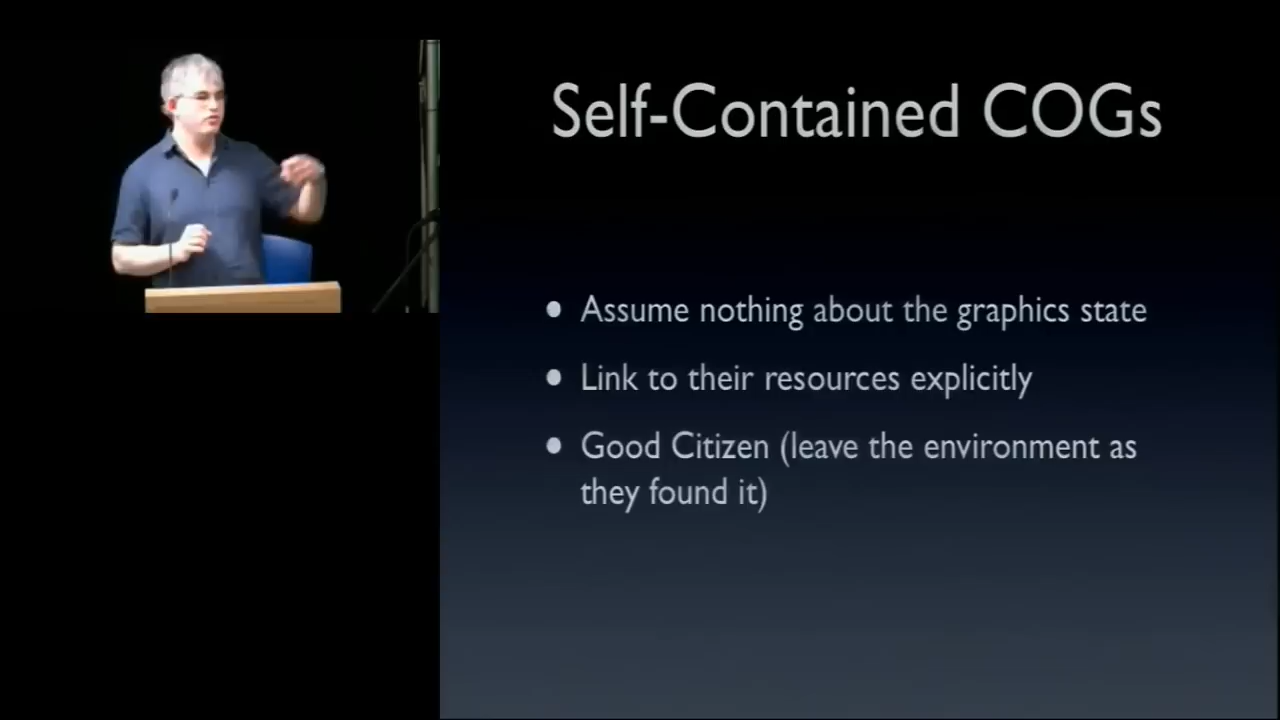 Self-Contained COGs
• Assume nothing about the graphics state
• Link to their resources explicitly
• Good Citizen (leave the environment as
they found it)